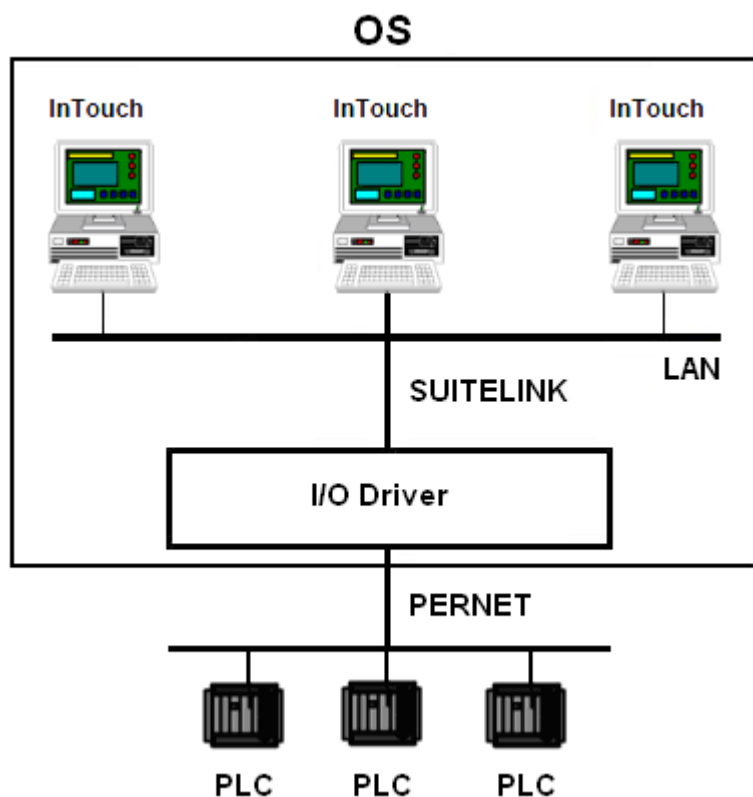 OS
InTouch InTouch InTouch
LAN
SUITELINK
I/O Driver
PERNET
PLC PLC PLC